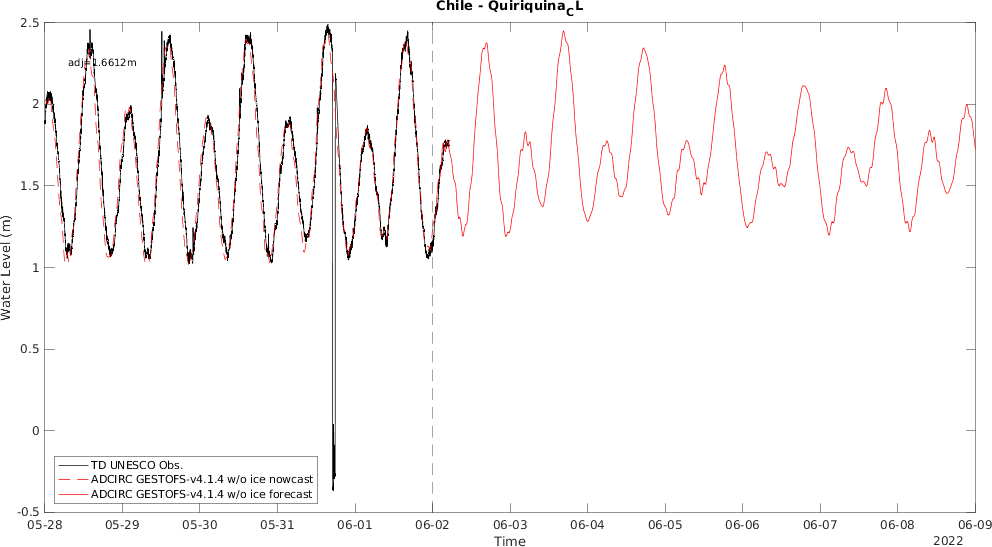 Chile - Quiriquina_CL
2.5
adj=1.6612m
2
1.5
1
0.5
0
-0.5
Water Level (m)
TD UNESCO Obs.
ADCIRC GESTOFS-v4.1.4 w/o ice nowcast
ADCIRC GESTOFS-v4.1.4 w/o ice forecast
05-28 05-29 05-30 05-31 06-01 06-02 06-03 06-04 06-05 06-06 06-07 06-08 06-09
Time
2022